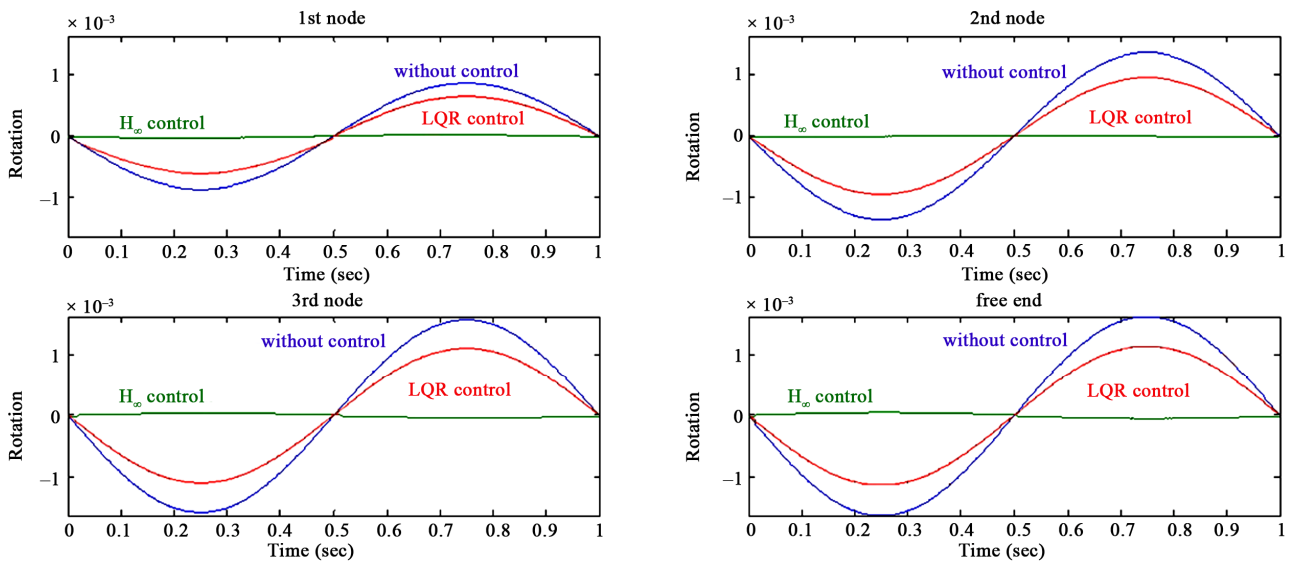 1st node
× 10⁻³
1
0
−1
Rotation
without control
H∞ control
LQR control
0 0.1 0.2 0.3 0.4 0.5 0.6 0.7 0.8 0.9 1
Time (sec)
2nd node
× 10⁻³
1
0
−1
Rotation
without control
H∞ control
LQR control
0 0.1 0.2 0.3 0.4 0.5 0.6 0.7 0.8 0.9 1
Time (sec)
3rd node
× 10⁻³
1
0
−1
Rotation
without control
H∞ control
LQR control
0 0.1 0.2 0.3 0.4 0.5 0.6 0.7 0.8 0.9 1
Time (sec)
free end
× 10⁻³
1
0
−1
Rotation
without control
H∞ control
LQR control
0 0.1 0.2 0.3 0.4 0.5 0.6 0.7 0.8 0.9 1
Time (sec)